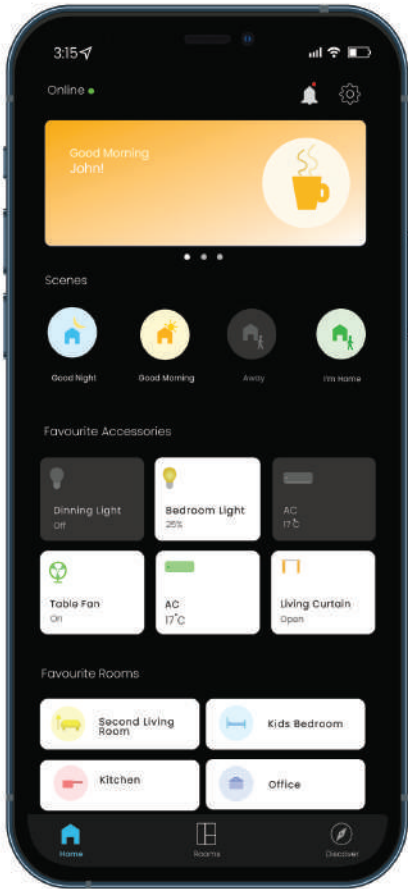 3:15
Online
Good Morning
John!
Scenes
Good Night
Good Morning
Away
I'm Home
Favourite Accessories
Dinning Light
Off
Bedroom Light
25%
AC
17°C
Table Fan
On
AC
17°C
Living Curtain
Open
Favourite Rooms
Second Living
Room
Kids Bedroom
Kitchen
Office
Home
Rooms
Discover